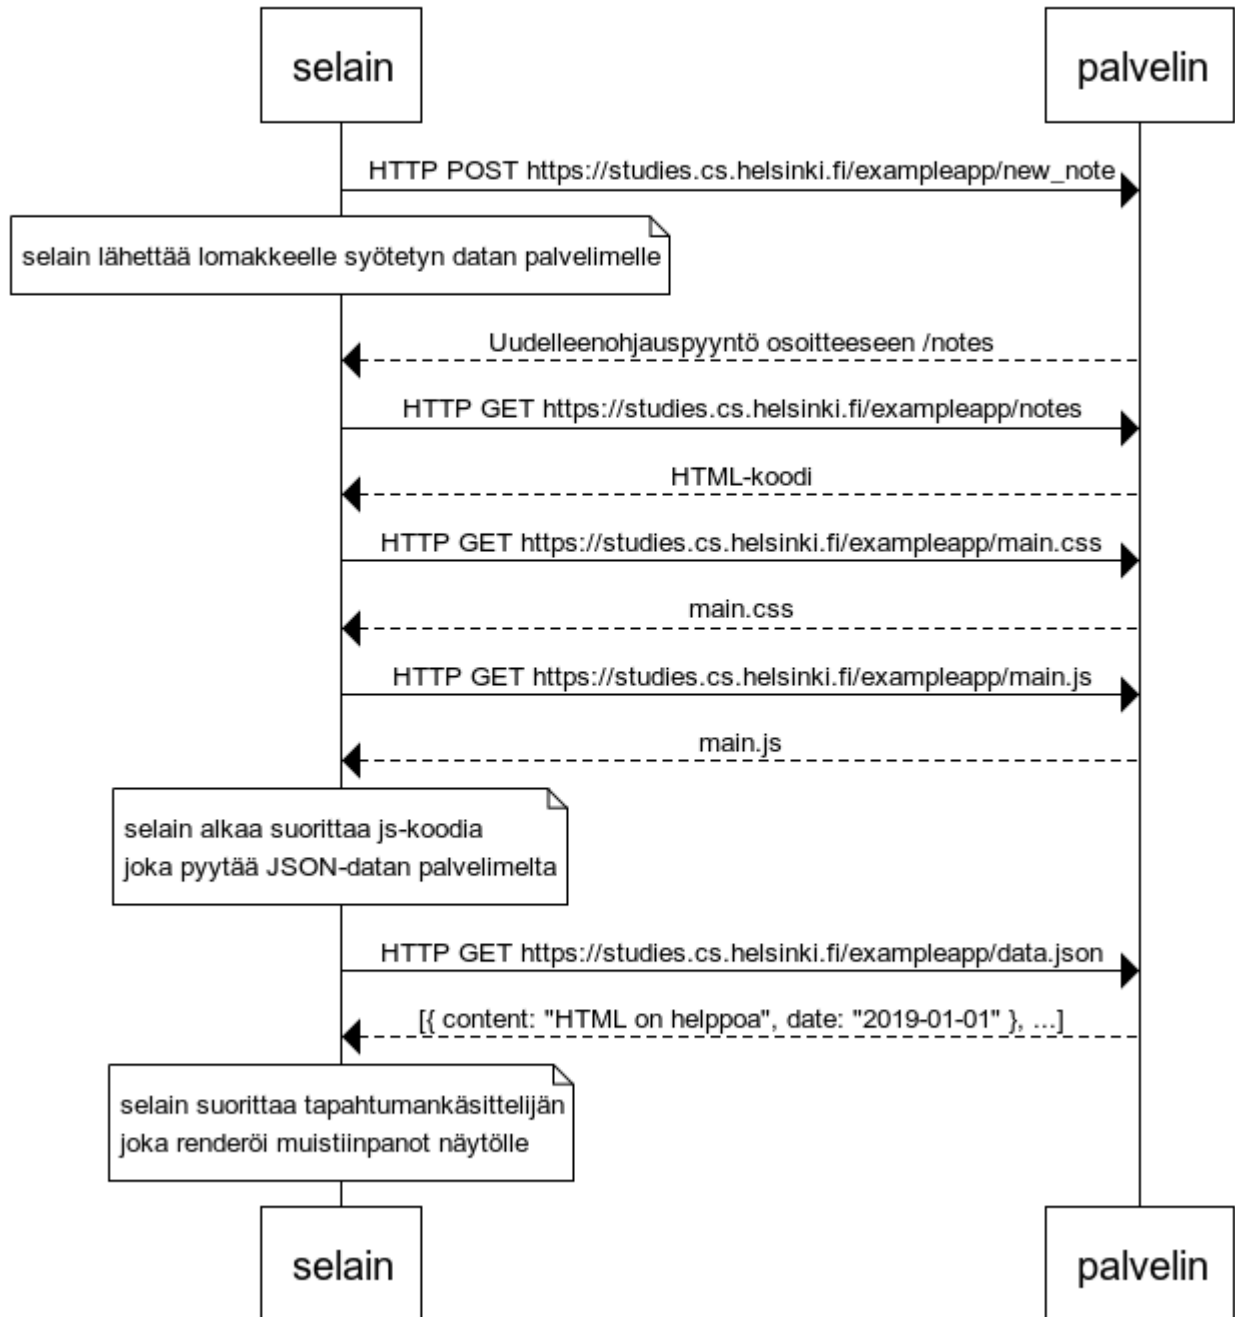 selain
palvelin
HTTP POST https://studies.cs.helsinki.fi/exampleapp/new_note
selain lähettää lomakkeelle syötetyn datan palvelimelle
Uudelleenohjauspyyntö osoitteeseen /notes
HTTP GET https://studies.cs.helsinki.fi/exampleapp/notes
HTML-koodi
HTTP GET https://studies.cs.helsinki.fi/exampleapp/main.css
main.css
HTTP GET https://studies.cs.helsinki.fi/exampleapp/main.js
main.js
selain alkaa suorittaa js-koodia
joka pyytää JSON-datan palvelimelta
HTTP GET https://studies.cs.helsinki.fi/exampleapp/data.json
[{ content: "HTML on helppoa", date: "2019-01-01" }, ...]
selain suorittaa tapahtumankäsittelijän
joka renderöi muistiinpanot näytölle
selain
palvelin